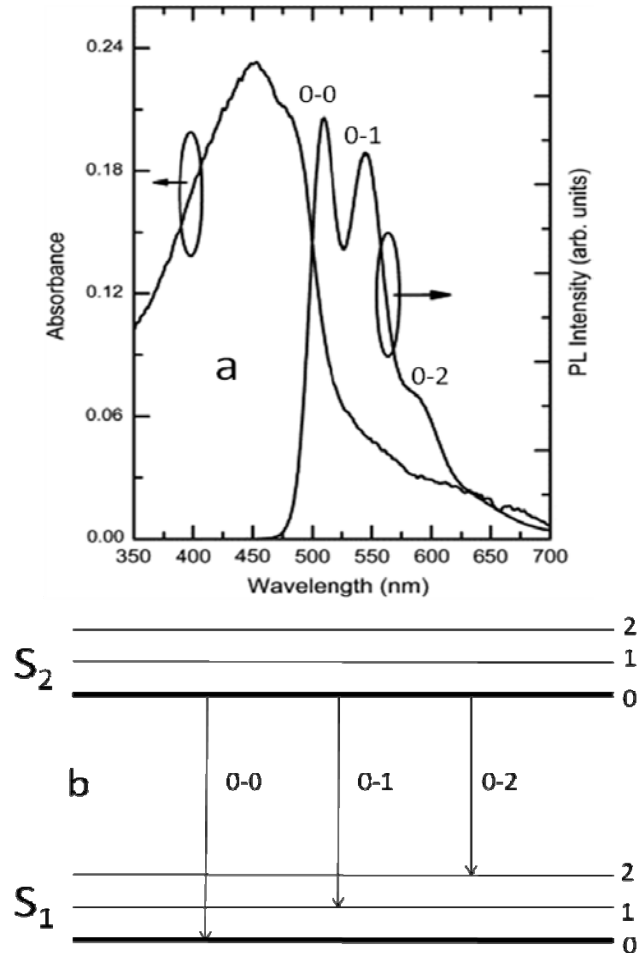 0.24
0.18
0.12
0.06
0.00
Absorbance
0-0
0-1
0-2
a
PL Intensity (arb. units)
350 400 450 500 550 600 650 700
Wavelength (nm)
S2
2
1
0
b
0-0 0-1 0-2
S1
2
1
0